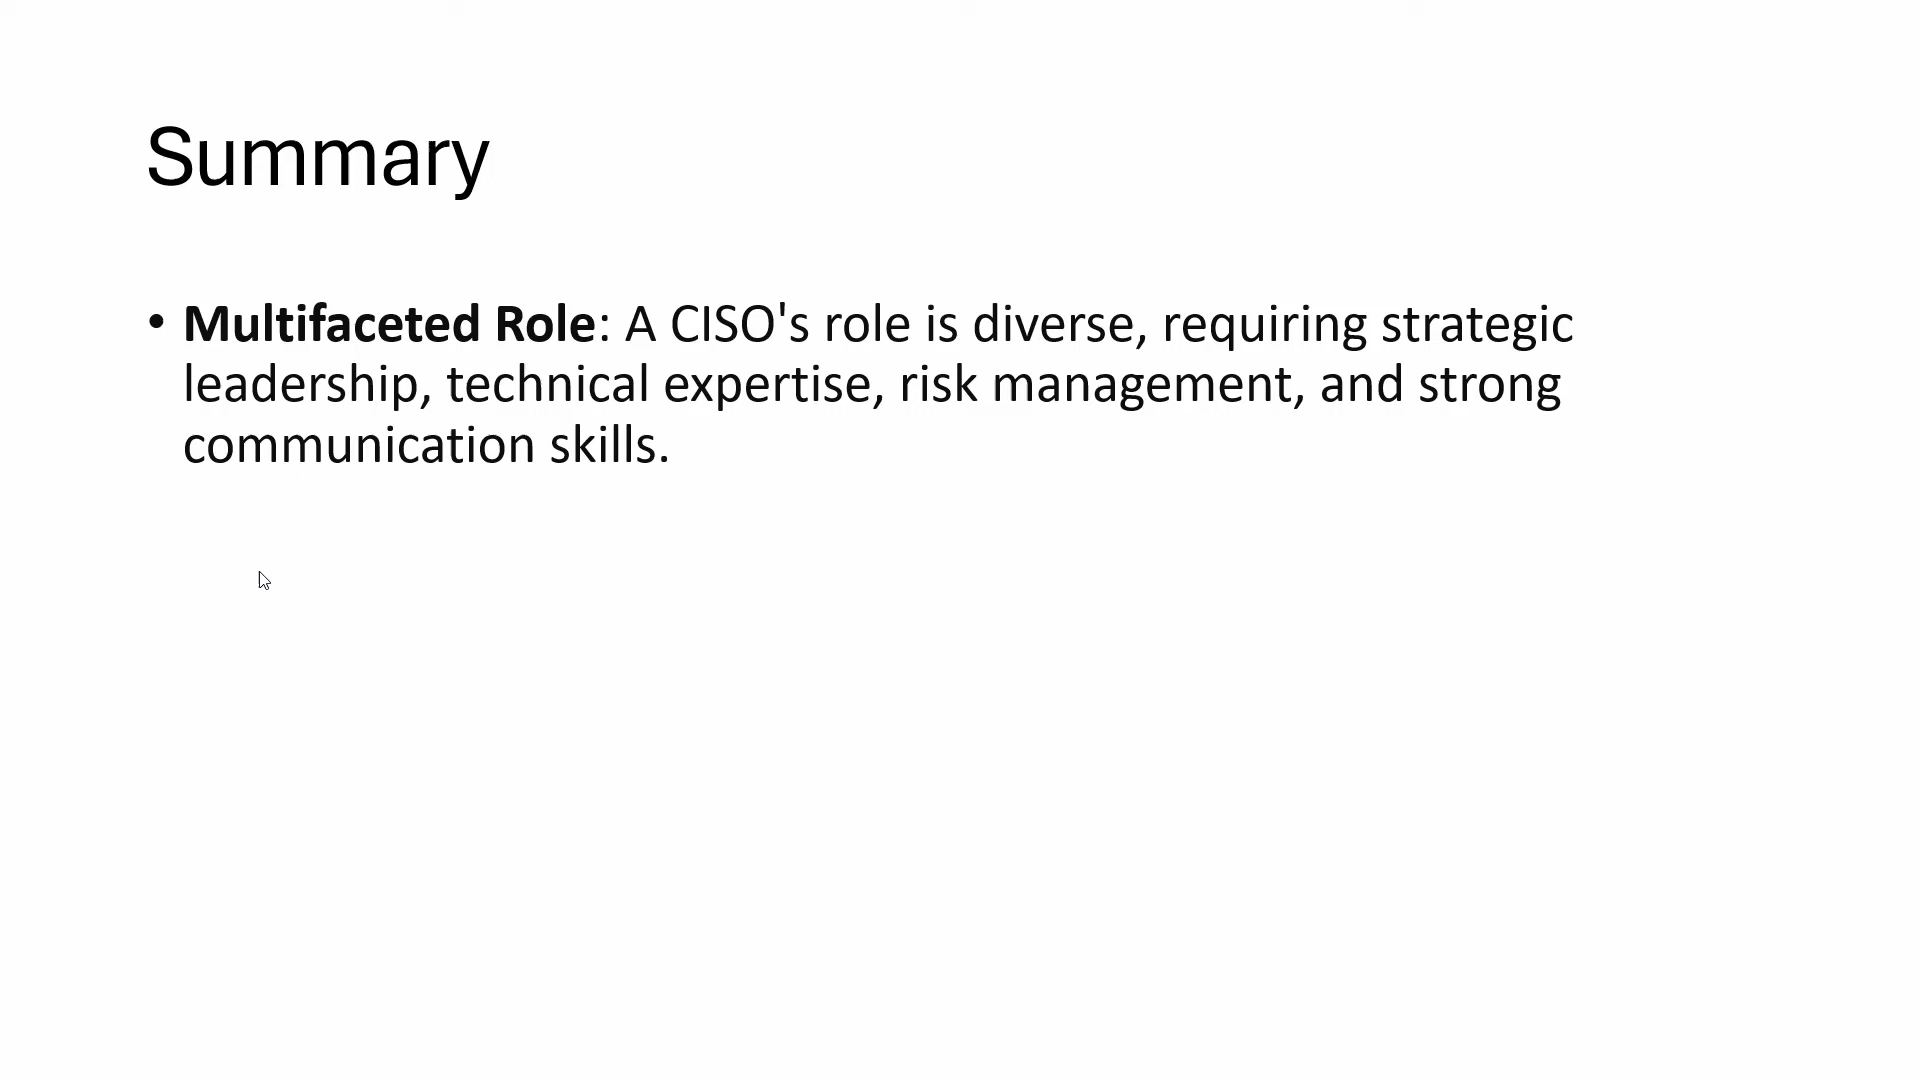 Summary
• Multifaceted Role: A CISO's role is diverse, requiring strategic
leadership, technical expertise, risk management, and strong
communication skills.